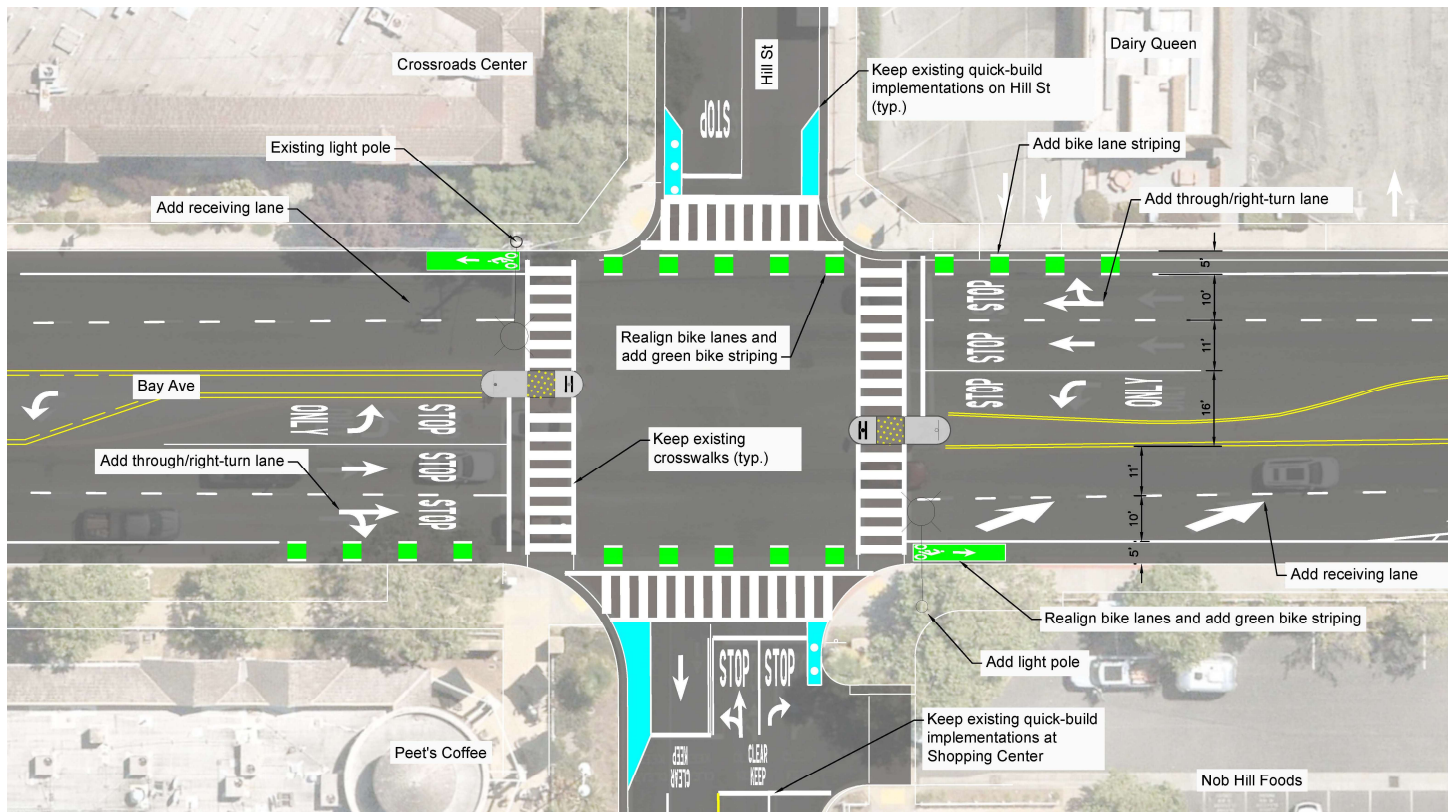 Hill St
Dairy Queen
Crossroads Center
Keep existing quick-build
implementations on Hill St
(typ.)
STOP
Existing light pole
Add bike lane striping
Add receiving lane
Add through/right-turn lane
5'
10'
11'
16'
STOP
STOP
STOP
ONLY
Realign bike lanes and
add green bike striping
Bay Ave
ONLY
STOP
STOP
STOP
Add through/right-turn lane
Keep existing
crosswalks (typ.)
11'
10'
5'
Add receiving lane
Realign bike lanes and add green bike striping
Add light pole
STOP
STOP
Keep existing quick-build
implementations at
Shopping Center
KEEP
CLEAR
CLEAR
KEEP
Peet's Coffee
Nob Hill Foods